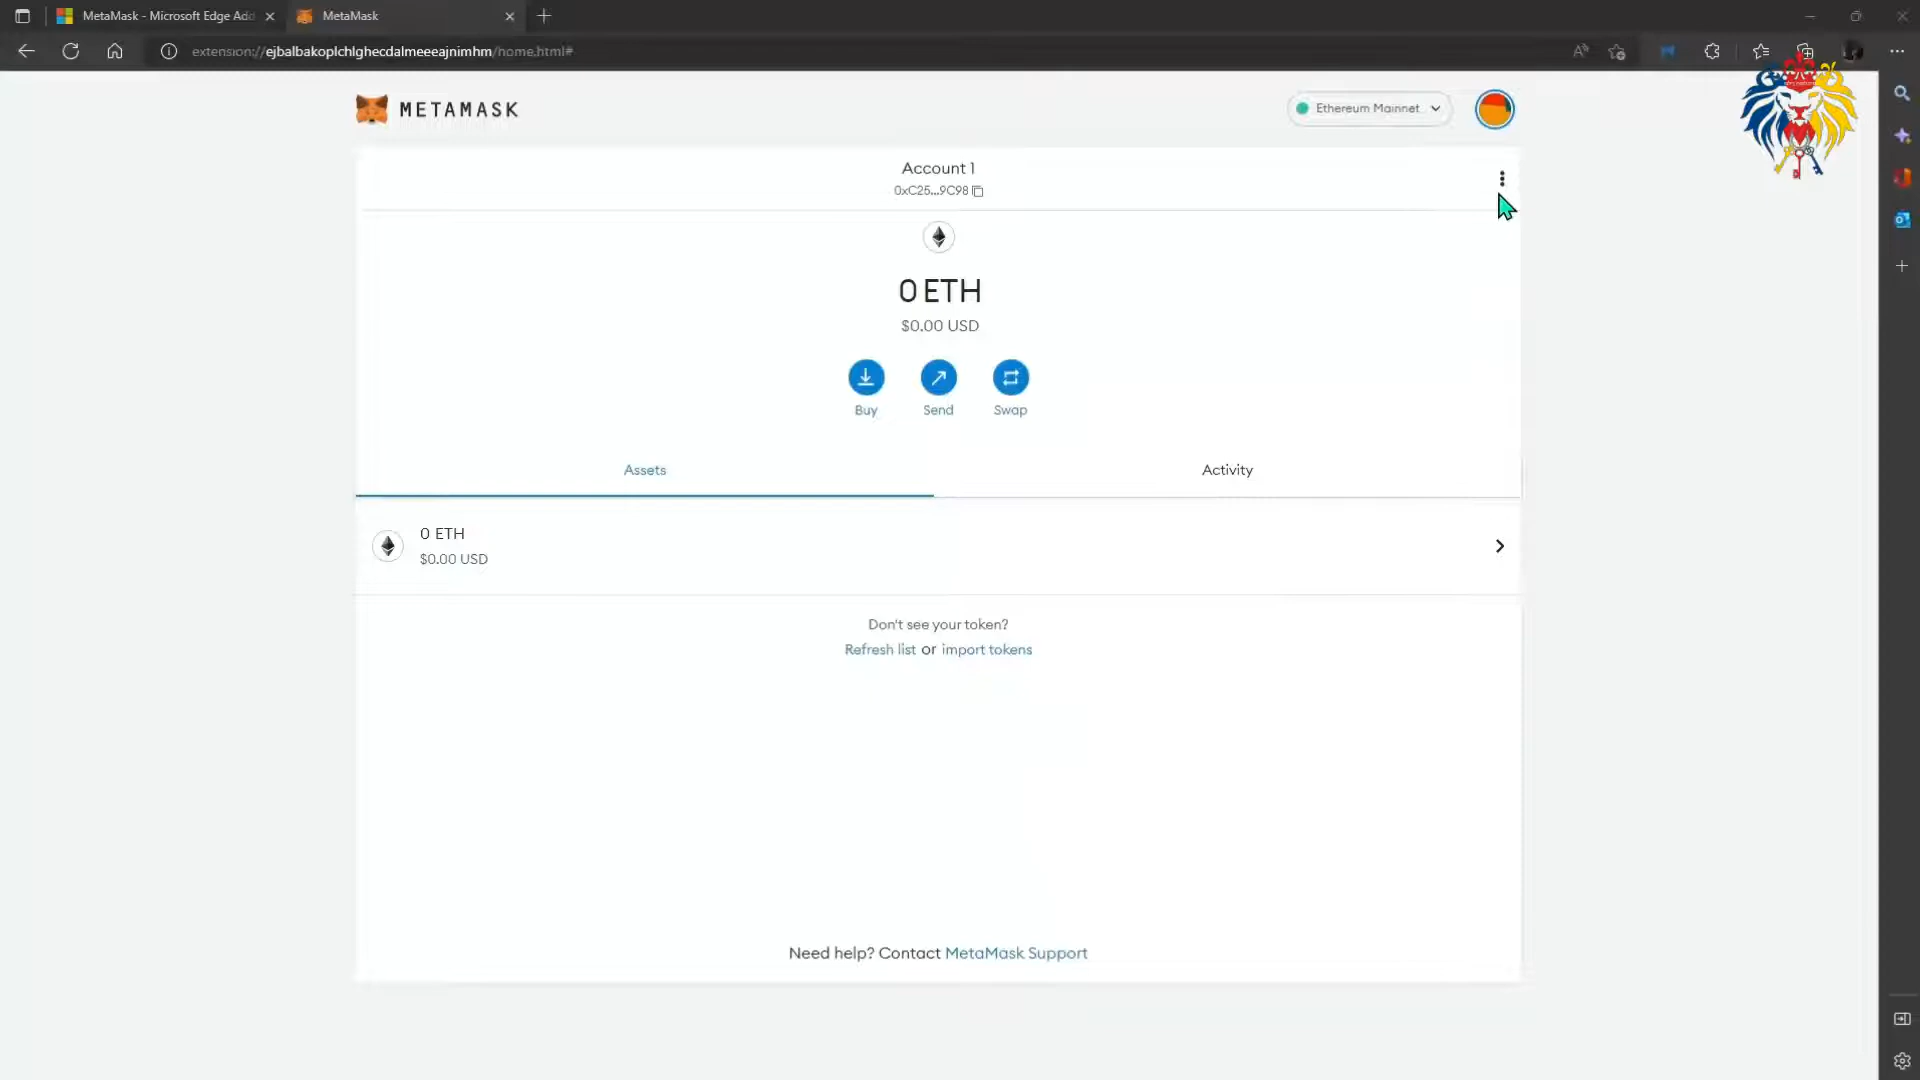 MetaMask - Microsoft Edge Add
MetaMask
extension://ejbalbakoplchlghecdalmeeeajnimhm/home.html#
METAMASK
Ethereum Mainnet
Account 1
0xC25...9C98
0 ETH
$0.00 USD
Buy
Send
Swap
Assets
Activity
0 ETH
$0.00 USD
Don't see your token?
Refresh list or import tokens
Need help? Contact MetaMask Support